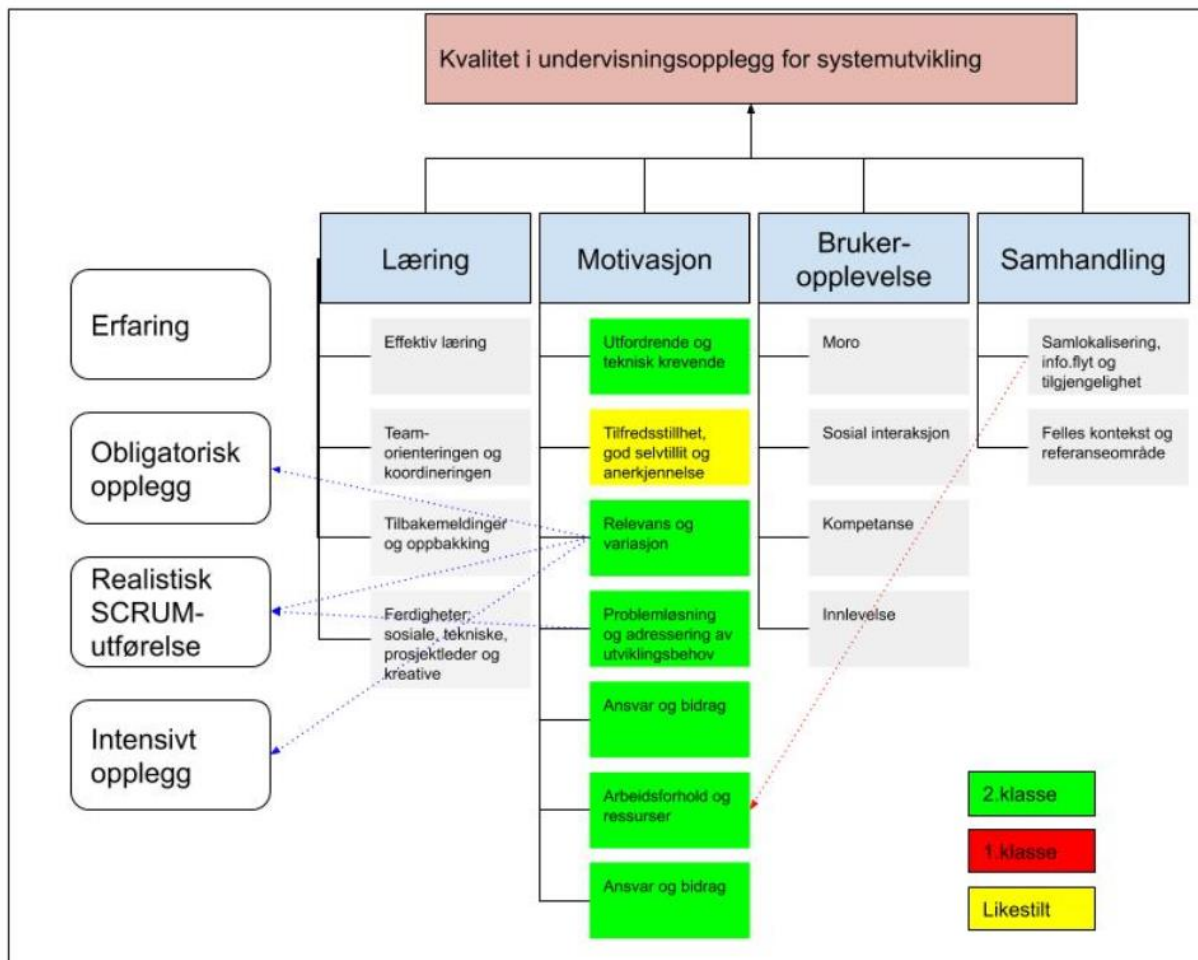 Kvalitet i undervisningsopplegg for systemutvikling
Læring
Motivasjon
Bruker-
opplevelse
Samhandling
Erfaring
Obligatorisk
opplegg
Realistisk
SCRUM-
utførelse
Intensivt
opplegg
Effektiv læring
Team-
orienteringen og
koordineringen
Tilbakemeldinger
og oppbakking
Ferdigheter;
sosiale, tekniske,
prosjektleder og
kreative
Utfordrende og
teknisk krevende
Tilfredsstillhet,
god selvtillit og
anerkjennelse
Relevans og
variasjon
Problemløsning
og adressering av
utviklingsbehov
Ansvar og bidrag
Arbeidsforhold og
ressurser
Ansvar og bidrag
Moro
Sosial interaksjon
Kompetanse
Innlevelse
Samlokalisering,
info.flyt og
tilgjengelighet
Felles kontekst og
referanseområde
2.klasse
1.klasse
Likestilt